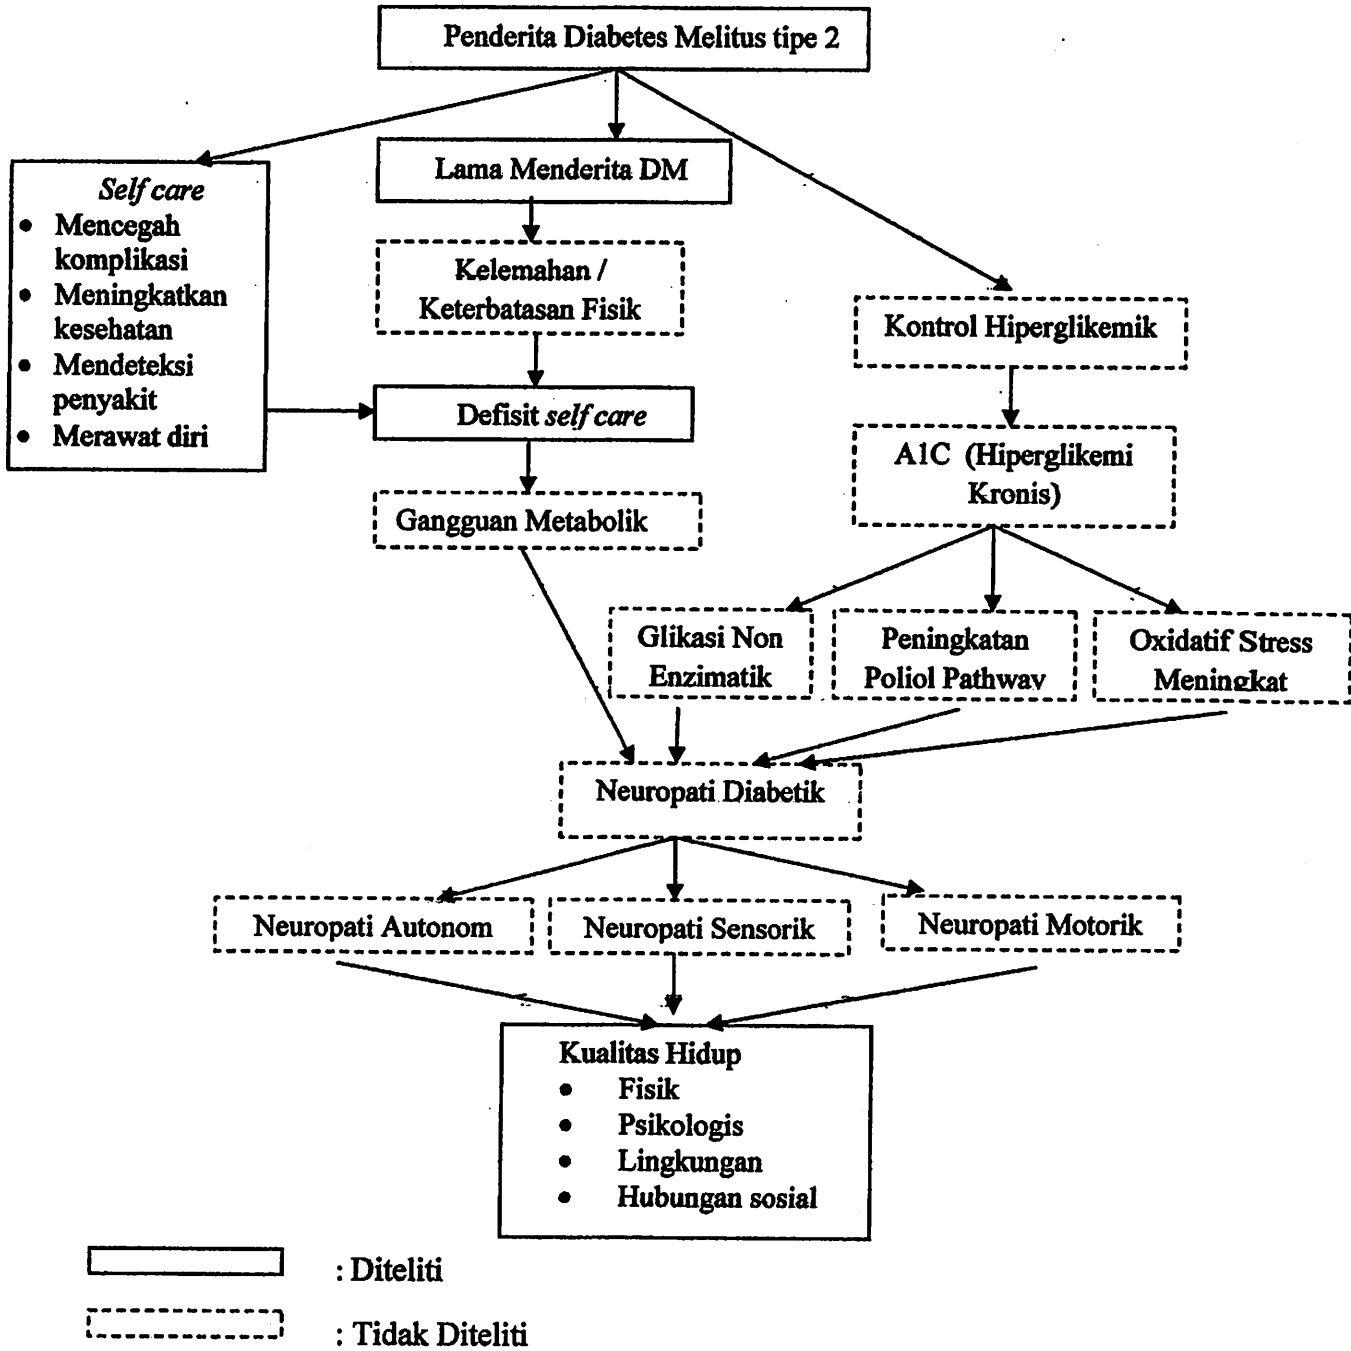 Penderita Diabetes Melitus tipe 2
Lama Menderita DM
Self care
• Mencegah
komplikasi
• Meningkatkan
kesehatan
• Mendeteksi
penyakit
• Merawat diri
Kelemahan /
Keterbatasan Fisik
Kontrol Hiperglikemik
Defisit self care
A1C (Hiperglikemi
Kronis)
Gangguan Metabolik
Glikasi Non
Enzimatik
Peningkatan
Poliol Pathway
Oxidatif Stress
Meningkat
Neuropati Diabetik
Neuropati Autonom
Neuropati Sensorik
Neuropati Motorik
Kualitas Hidup
• Fisik
• Psikologis
• Lingkungan
• Hubungan sosial
: Diteliti
: Tidak Diteliti